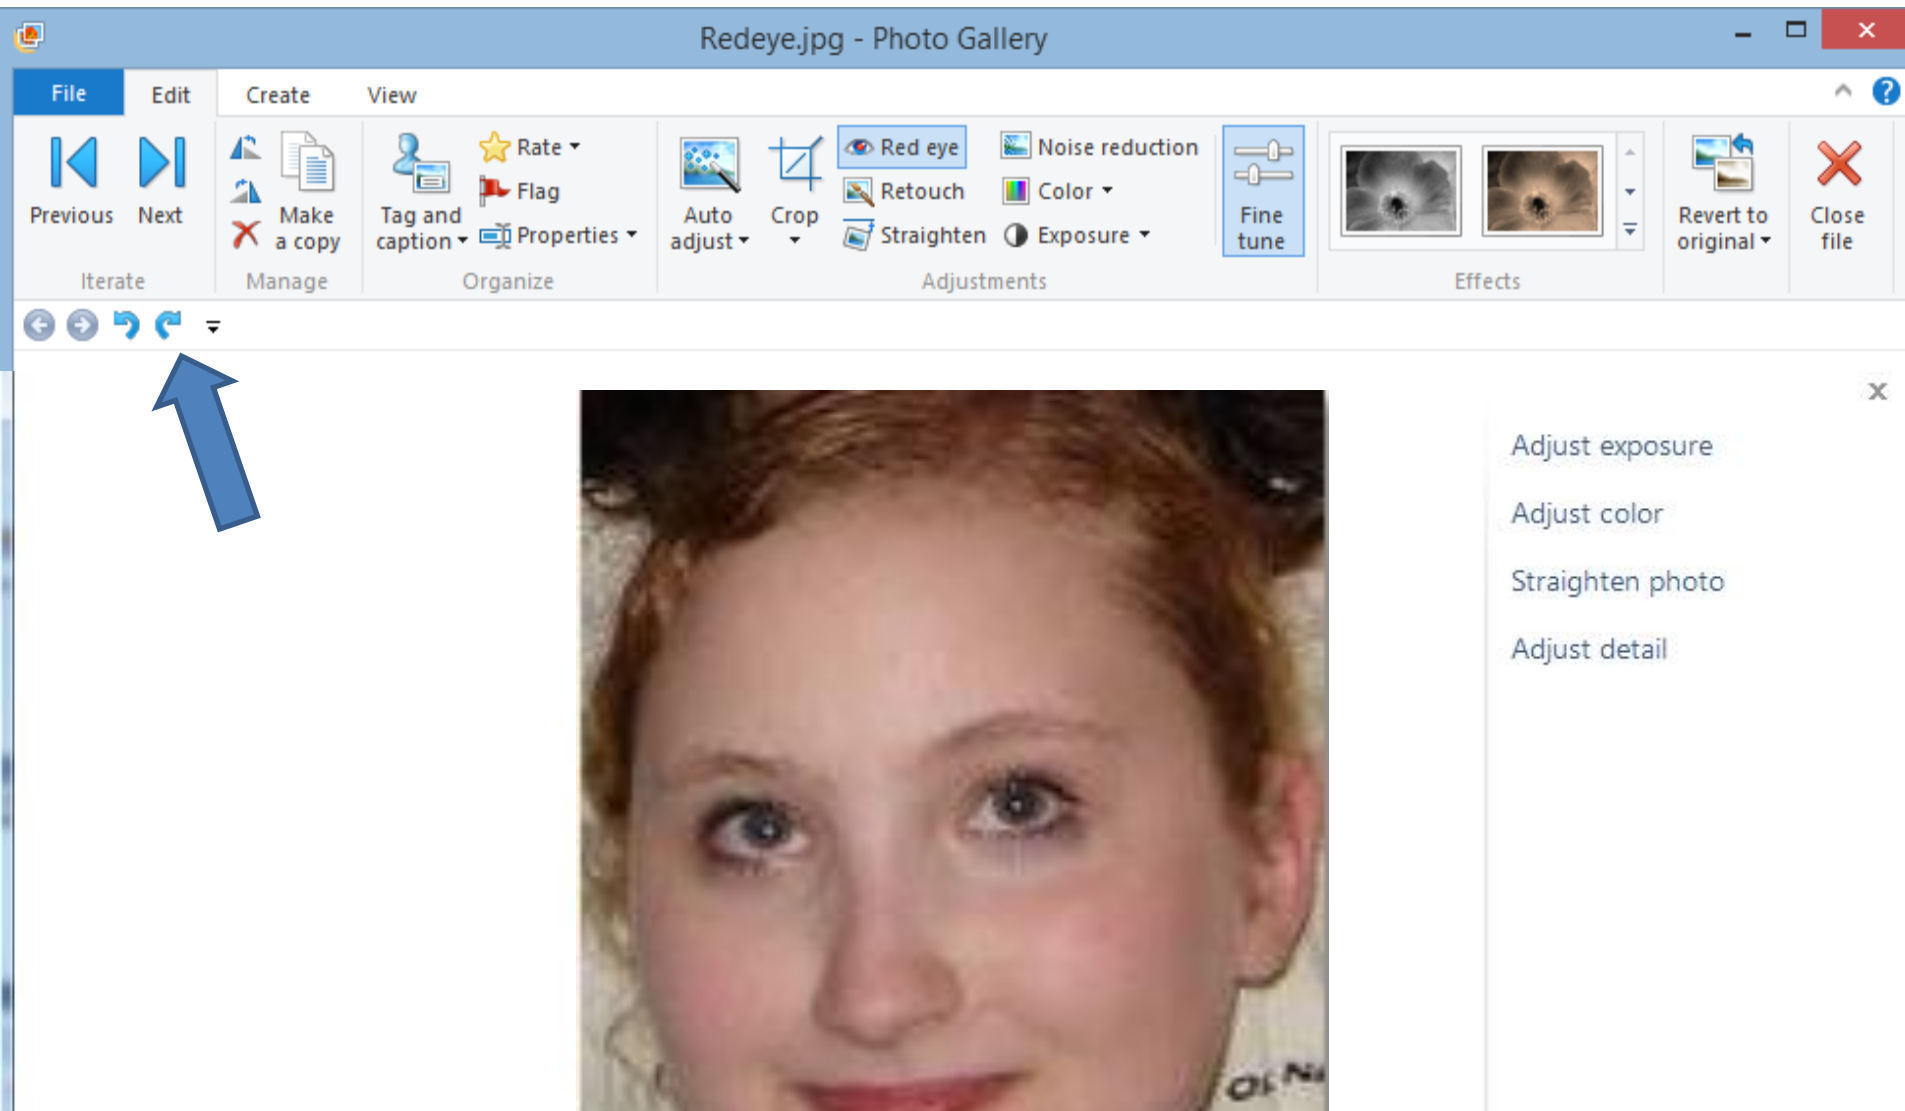 Redeye.jpg - Photo Gallery
File Edit Create View
Previous Next Make a copy Tag and caption Rate Flag Properties Auto adjust Crop Red eye Retouch Straighten Noise reduction Color Exposure Fine tune Revert to original Close file
Iterate Manage Organize Adjustments Effects
Adjust exposure
Adjust color
Straighten photo
Adjust detail